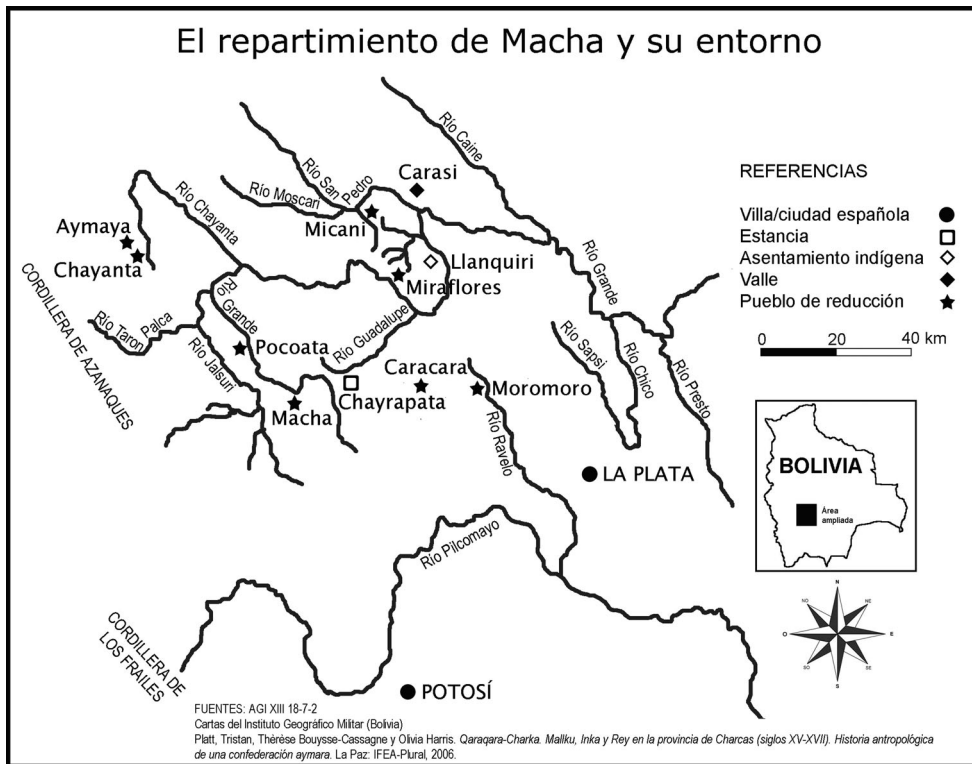 El repartimiento de Macha y su entorno
Río Caine
Río San Pedro
Río Moscarí
Carasi
Micani
Río Chayanta
Aymaya
Chayanta
Llanquiri
Miraflores
CORDILLERA DE AZANAQUES
Río Taron Palca
Río Grande
Río Jalsuri
Pocoata
Río Guadalupe
Macha
Chayrapata
Caracara
Moromoro
Río Ravelo
Río Grande
Río Sapsi
Río Chico
Río Presto
LA PLATA
Río Pilcomayo
CORDILLERA DE
LOS FRAILES
POTOSÍ
REFERENCIAS
Villa/ciudad española
Estancia
Asentamiento indígena
Valle
Pueblo de reducción
0 20 40 km
BOLIVIA
Área
ampliada
N
NO
NE
O
E
SO
SE
S
FUENTES: AGI XIII 18-7-2
Cartas del Instituto Geográfico Militar (Bolivia)
Platt, Tristan, Thérèse Bouysse-Cassagne y Olivia Harris. Qaraqara-Charka. Mallku, Inka y Rey en la provincia de Charcas (siglos XV-XVII). Historia antropológica
de una confederación aymara. La Paz: IFEA-Plural, 2006.